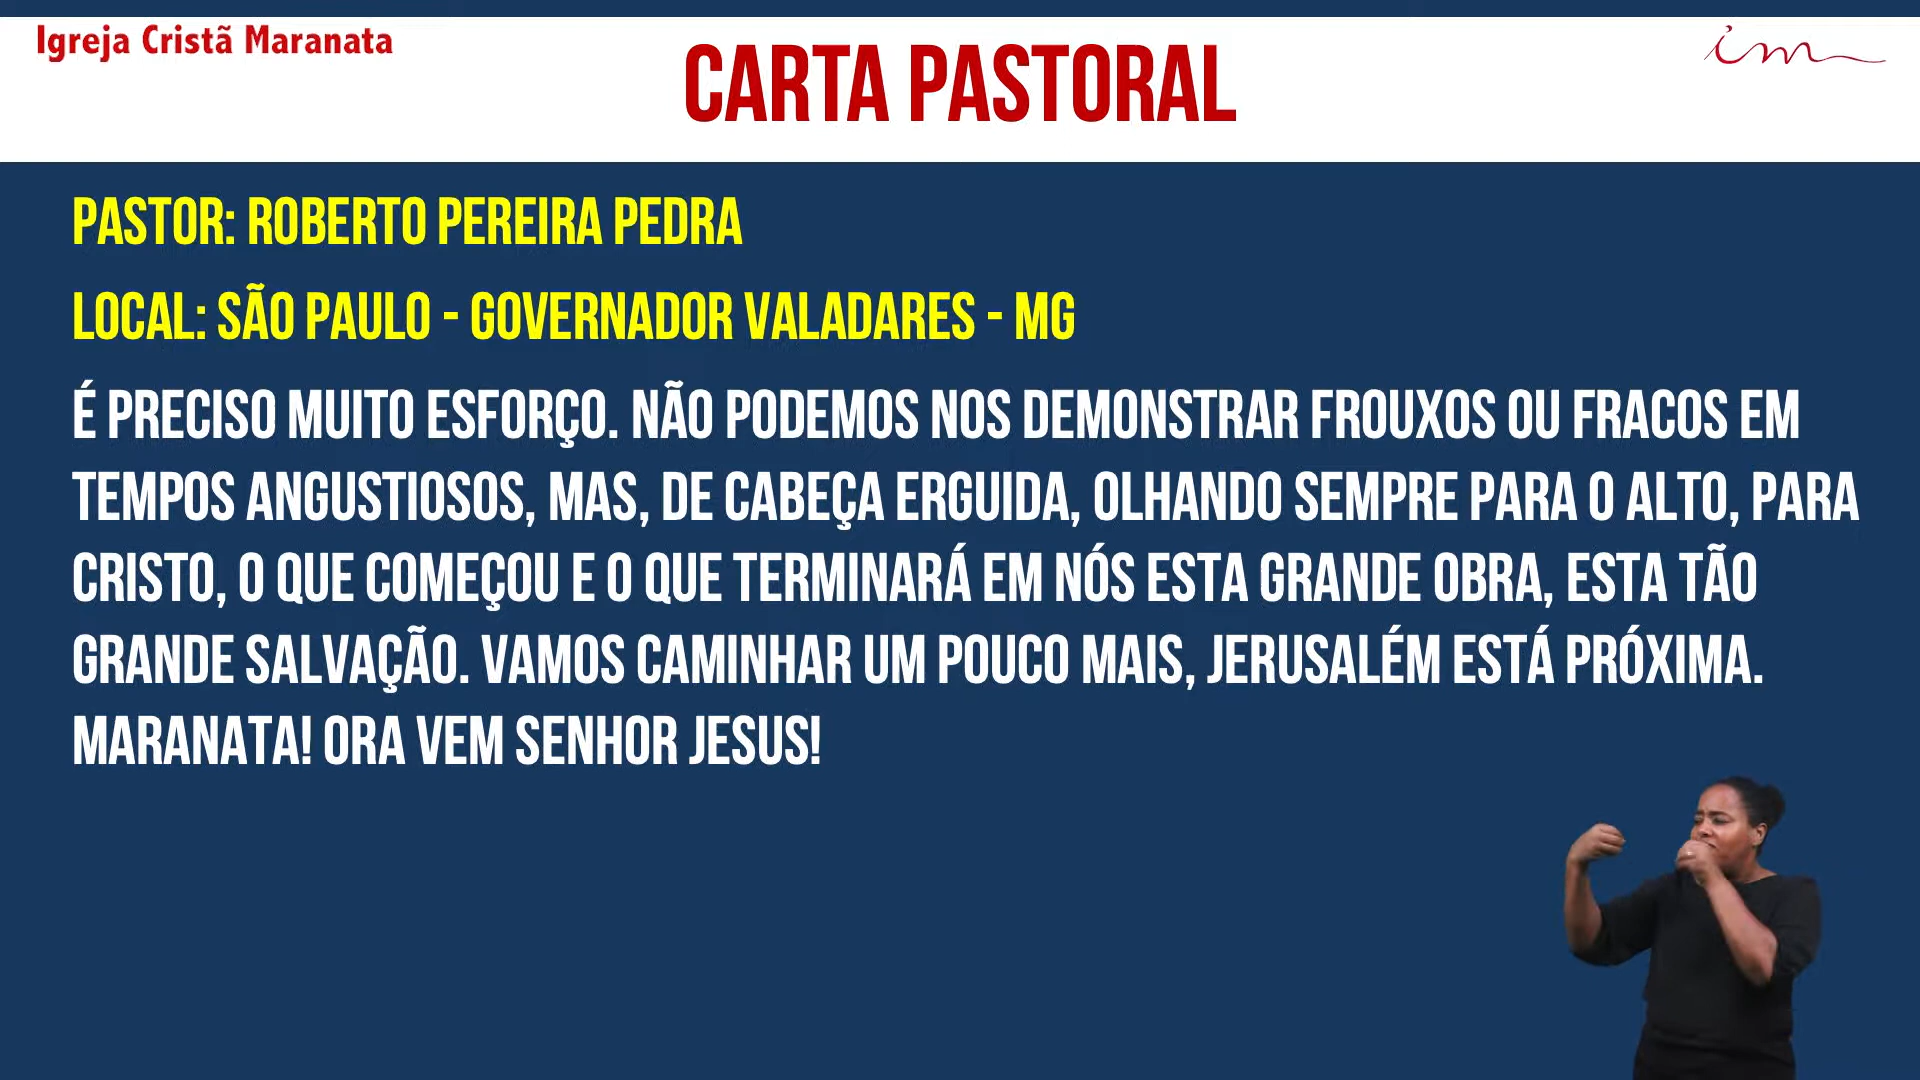 Igreja Cristã Maranata
CARTA PASTORAL
im
PASTOR: ROBERTO PEREIRA PEDRA
LOCAL: SÃO PAULO - GOVERNADOR VALADARES - MG
É PRECISO MUITO ESFORÇO. NÃO PODEMOS NOS DEMONSTRAR FROUXOS OU FRACOS EM
TEMPOS ANGUSTIOSOS, MAS, DE CABEÇA ERGUIDA, OLHANDO SEMPRE PARA O ALTO, PARA
CRISTO, O QUE COMEÇOU E O QUE TERMINARÁ EM NÓS ESTA GRANDE OBRA, ESTA TÃO
GRANDE SALVAÇÃO. VAMOS CAMINHAR UM POUCO MAIS, JERUSALÉM ESTÁ PRÓXIMA.
MARANATA! ORA VEM SENHOR JESUS!